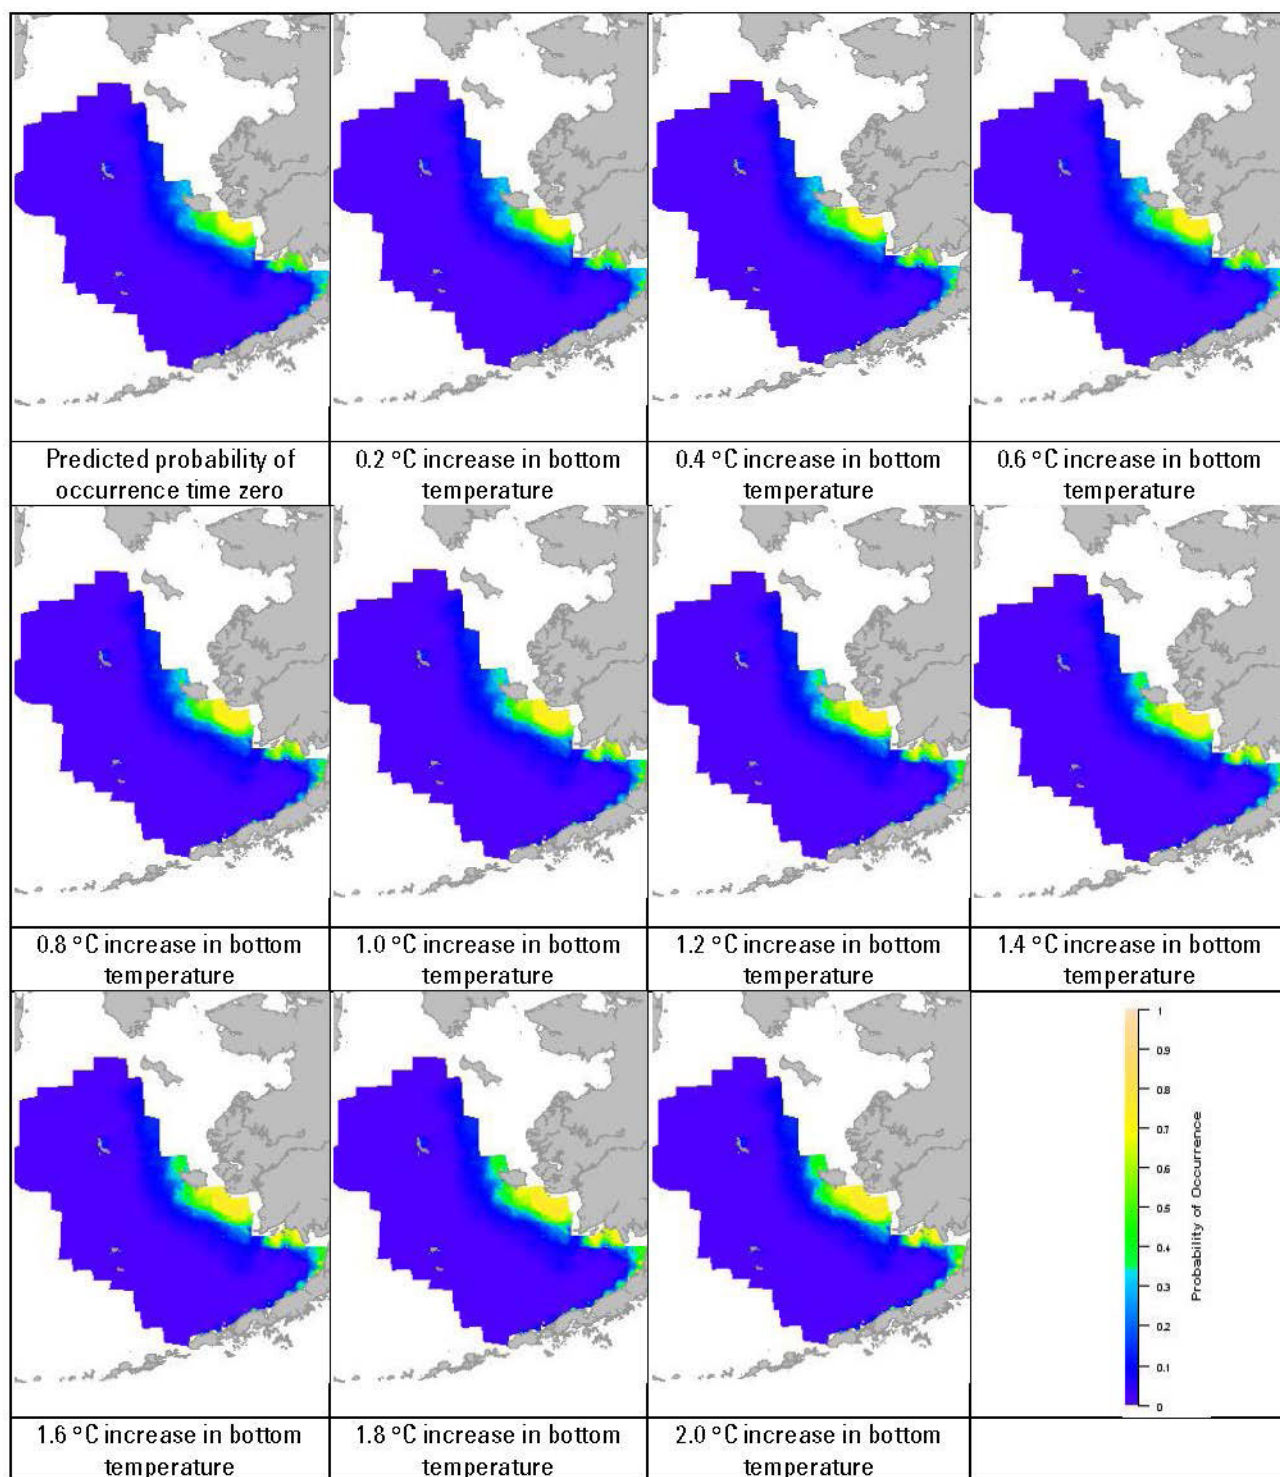 Predicted probability of
occurrence time zero
0.2 °C increase in bottom
temperature
0.4 °C increase in bottom
temperature
0.6 °C increase in bottom
temperature
0.8 °C increase in bottom
temperature
1.0 °C increase in bottom
temperature
1.2 °C increase in bottom
temperature
1.4 °C increase in bottom
temperature
1
0.9
0.8
0.7
0.6
0.5
0.4
0.3
0.2
0.1
0
Probability of Occurrence
1.6 °C increase in bottom
temperature
1.8 °C increase in bottom
temperature
2.0 °C increase in bottom
temperature